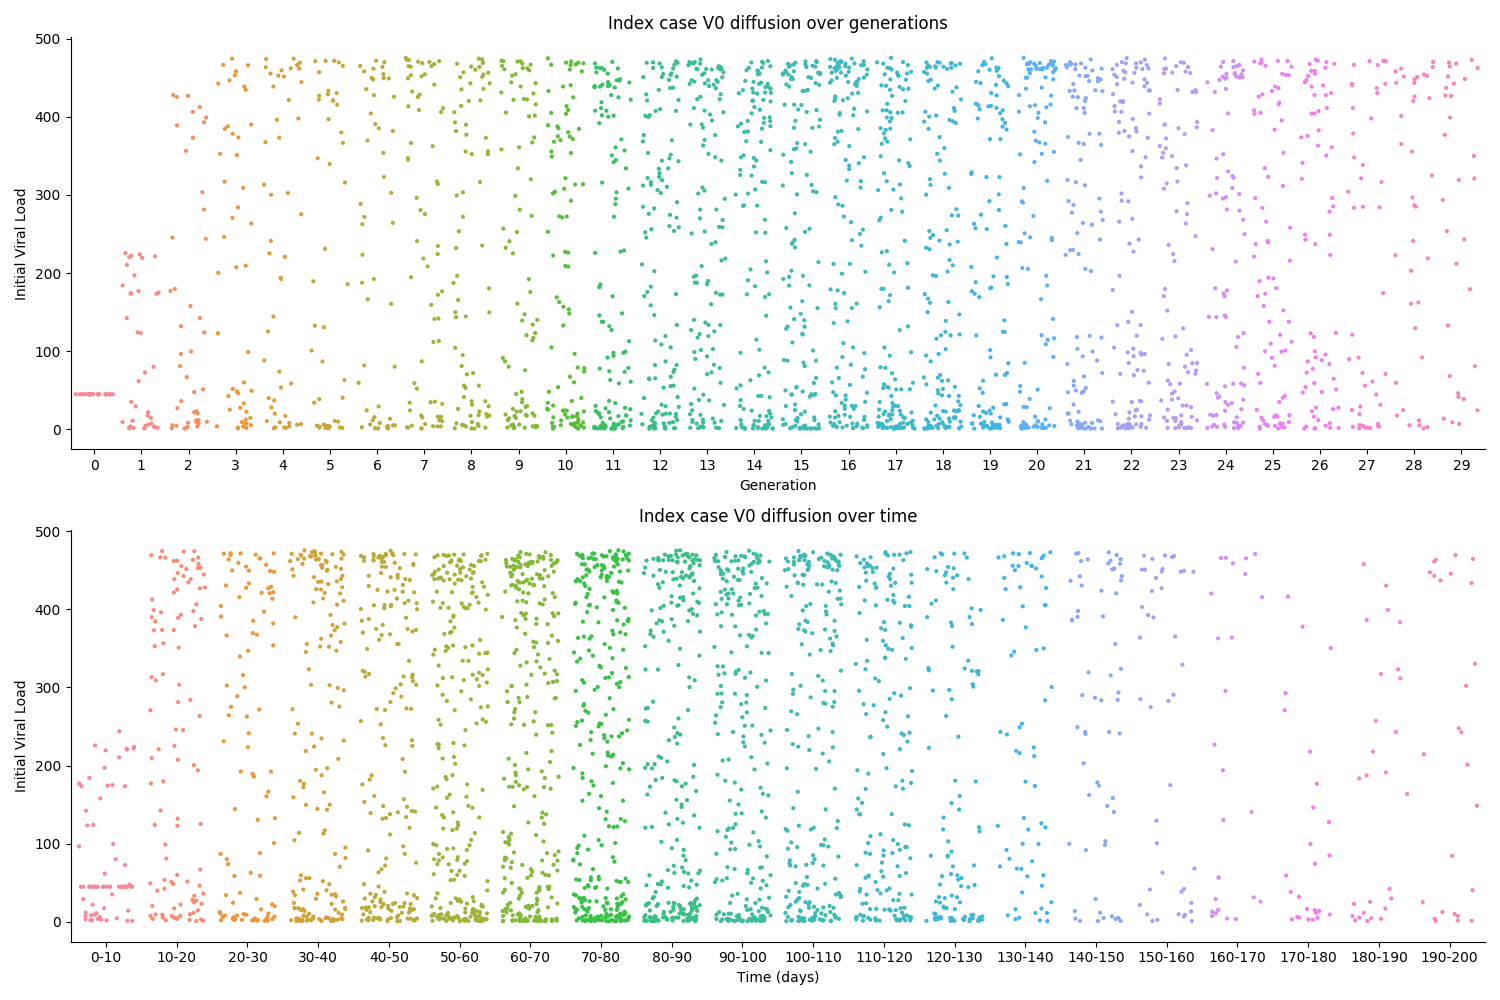 Index case V0 diffusion over generations
500
400
300
200
100
0
Initial Viral Load
0 1 2 3 4 5 6 7 8 9 10 11 12 13 14 15 16 17 18 19 20 21 22 23 24 25 26 27 28 29
Generation
Index case V0 diffusion over time
500
400
300
200
100
0
Initial Viral Load
0-10 10-20 20-30 30-40 40-50 50-60 60-70 70-80 80-90 90-100 100-110 110-120 120-130 130-140 140-150 150-160 160-170 170-180 180-190 190-200
Time (days)